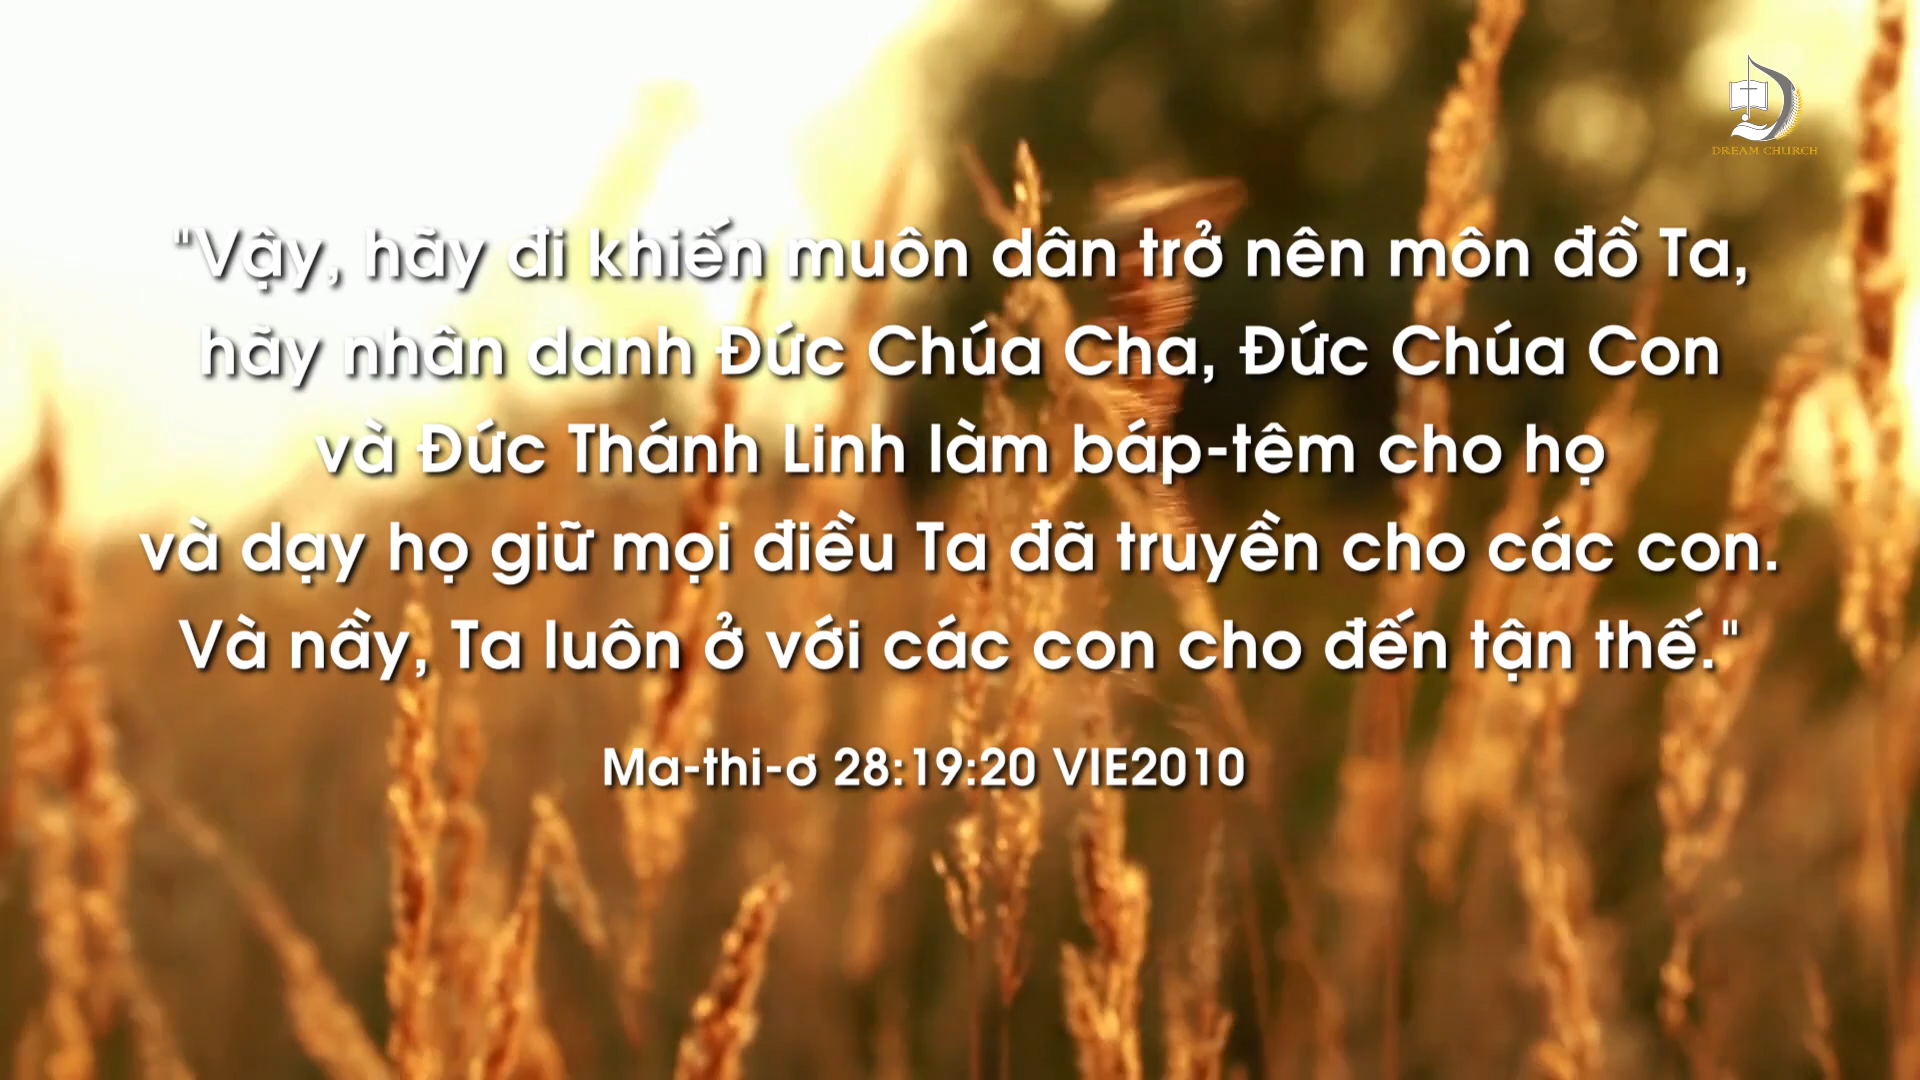 DREAM CHURCH
"Vậy, hãy đi khiến muôn dân trở nên môn đồ Ta,
hãy nhân danh Đức Chúa Cha, Đức Chúa Con
và Đức Thánh Linh làm báp-têm cho họ
và dạy họ giữ mọi điều Ta đã truyền cho các con.
Và nầy, Ta luôn ở với các con cho đến tận thế."
Ma-thi-ơ 28:19:20 VIE2010